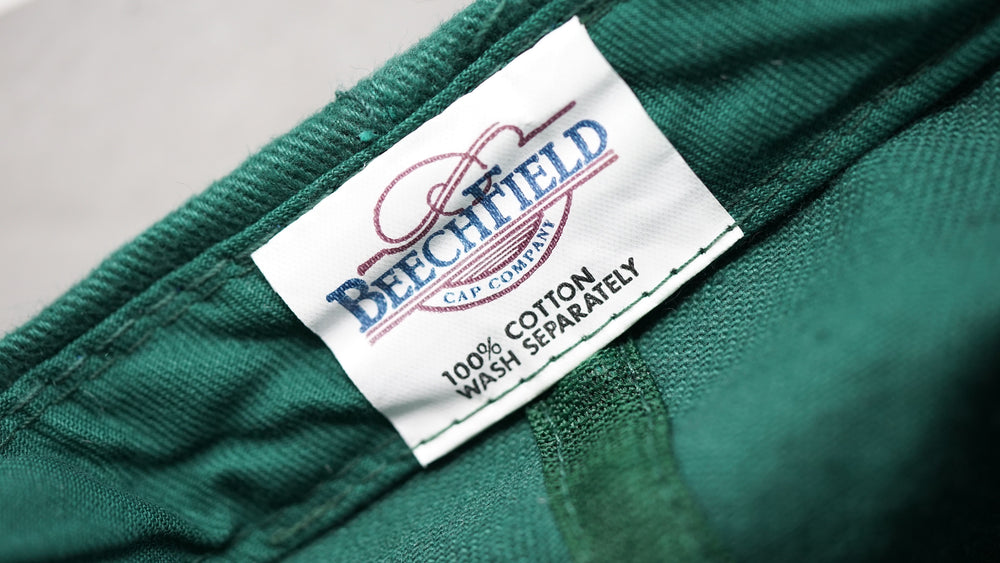 BEECHFIELD
CAP COMPANY
100% COTTON
WASH SEPARATELY